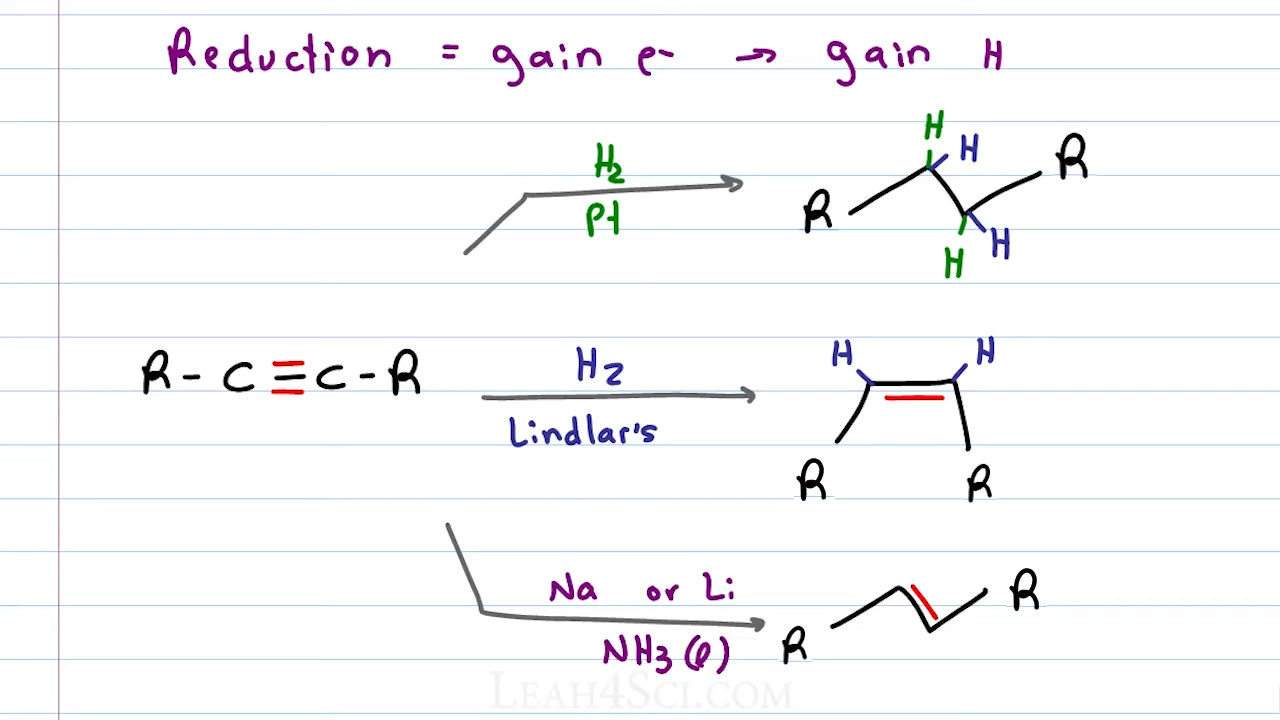 Reduction = gain e- → gain H
H2
Pt
H
H
R
R
H
H
R - C ≡ C - R
H2
Lindlar's
H
H
R
R
Na or Li
NH3 (l)
R
R
LEAH4SCI.COM